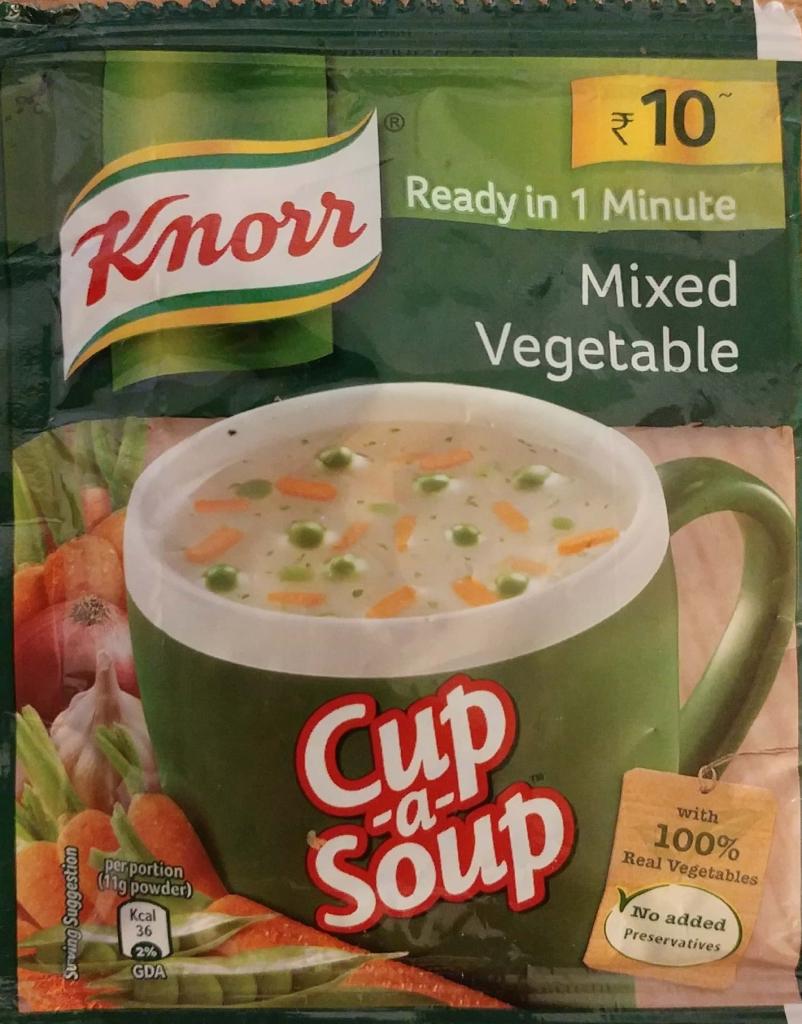 Knorr®
₹ 10~
Ready in 1 Minute
Mixed
Vegetable
Cup
-a-
Soup™
with
100%
Real Vegetables
No added
Preservatives
per portion
(11g powder)
Kcal
36
2%
GDA
Serving Suggestion